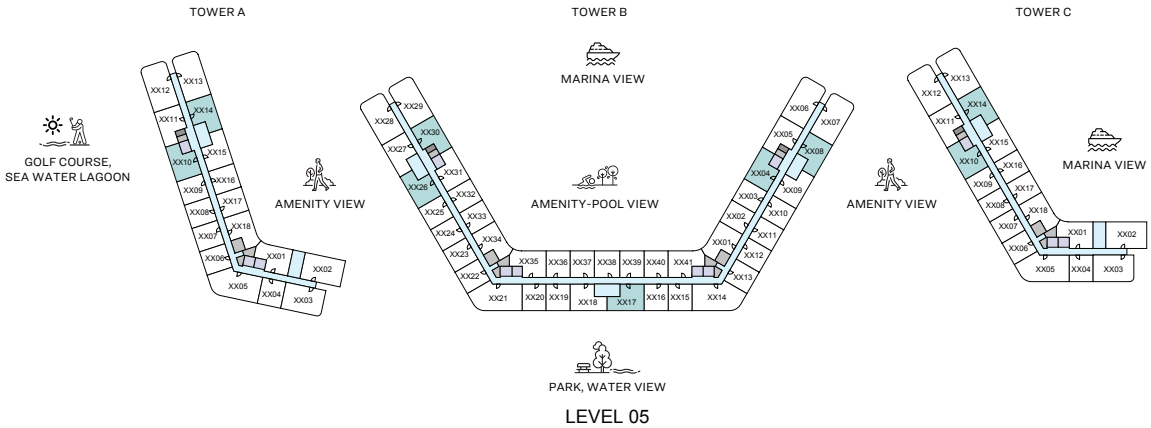 TOWER A
TOWER B
TOWER C
MARINA VIEW
GOLF COURSE,
SEA WATER LAGOON
AMENITY VIEW
AMENITY-POOL VIEW
AMENITY VIEW
MARINA VIEW
XX13
XX12
XX14
XX11
XX10
XX15
XX16
XX09
XX17
XX08
XX18
XX07
XX06
XX01
XX02
XX05
XX04
XX03
XX29
XX28
XX30
XX27
XX31
XX26
XX32
XX25
XX33
XX24
XX34
XX23
XX22
XX21
XX35
XX36
XX37
XX38
XX39
XX40
XX41
XX20
XX19
XX18
XX17
XX16
XX15
XX14
XX06
XX07
XX05
XX08
XX04
XX09
XX03
XX10
XX02
XX11
XX01
XX12
XX13
XX13
XX12
XX14
XX11
XX15
XX10
XX16
XX09
XX17
XX08
XX18
XX07
XX06
XX01
XX02
XX05
XX04
XX03
PARK, WATER VIEW
LEVEL 05